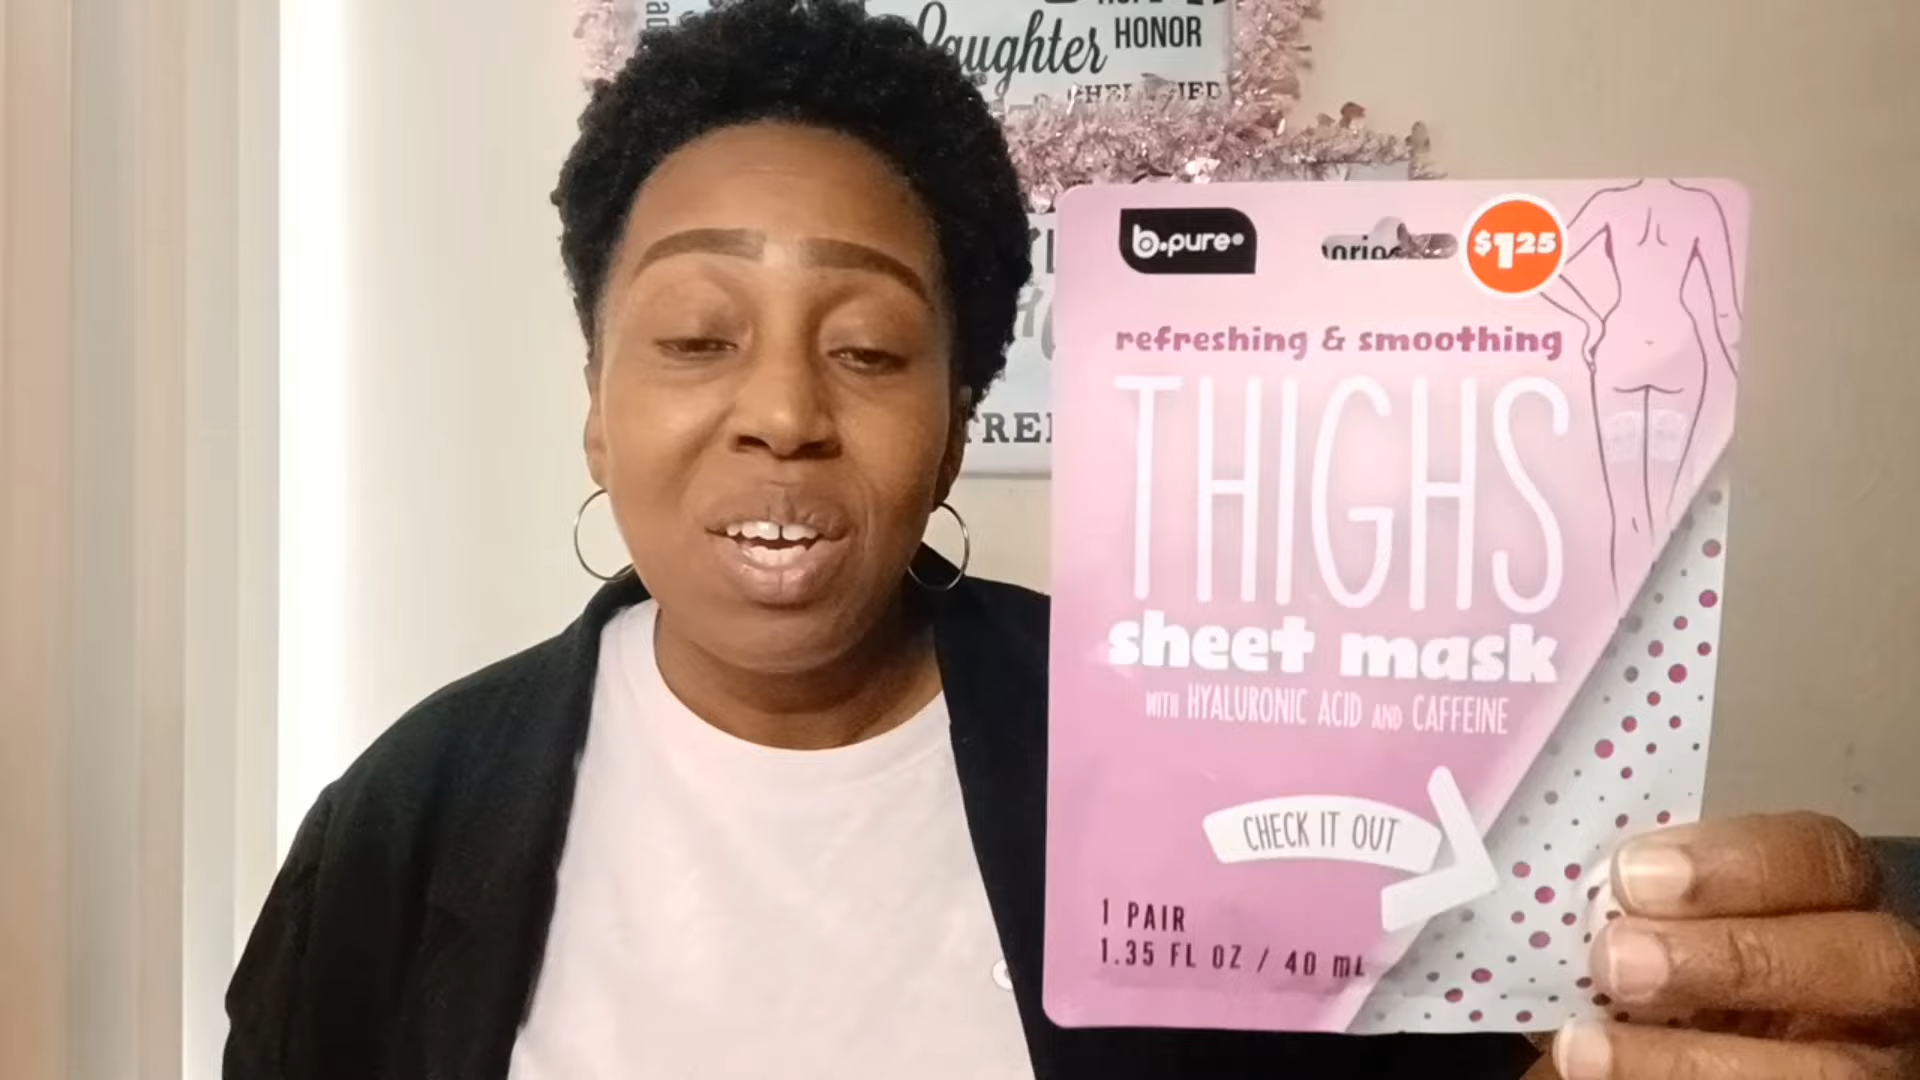 HONOR
Daughter
b.pure
$1.25
refreshing & smoothing
THIGHS
sheet mask
WITH HYALURONIC ACID AND CAFFEINE
CHECK IT OUT
1 PAIR
1.35 FL OZ / 40 mL